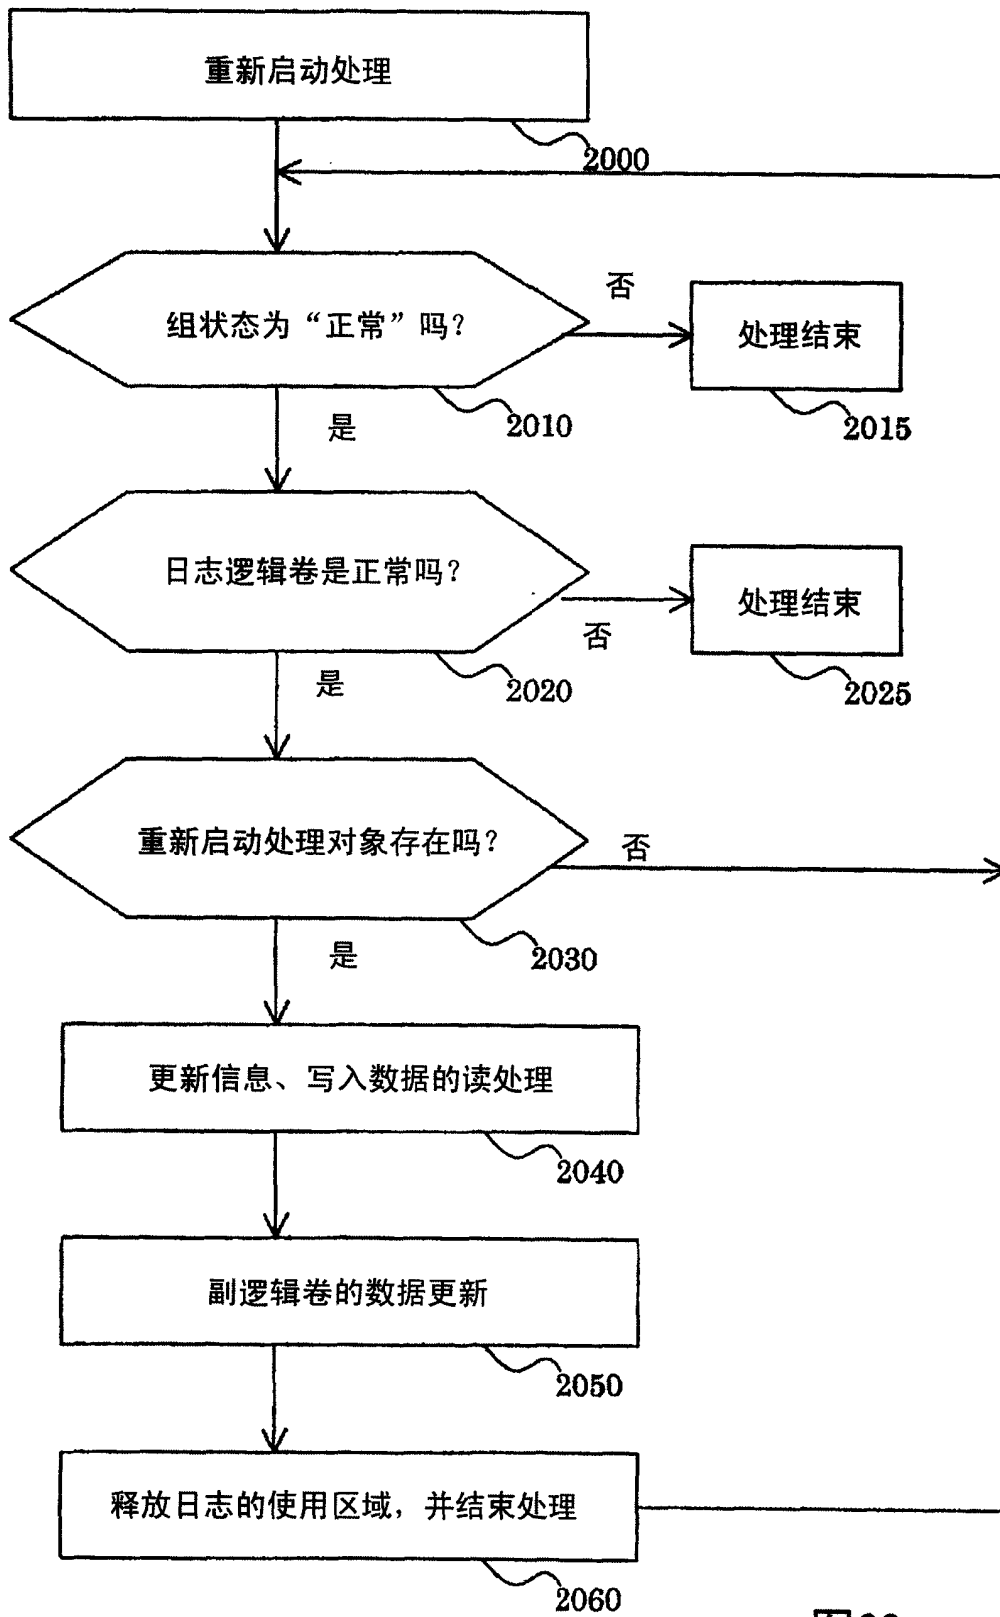 重新启动处理
2000
组状态为“正常”吗？
否
处理结束
2010
2015
是
日志逻辑卷是正常吗？
处理结束
否
2020
2025
是
重新启动处理对象存在吗？
否
2030
是
更新信息、写入数据的读处理
2040
副逻辑卷的数据更新
2050
释放日志的使用区域，并结束处理
2060